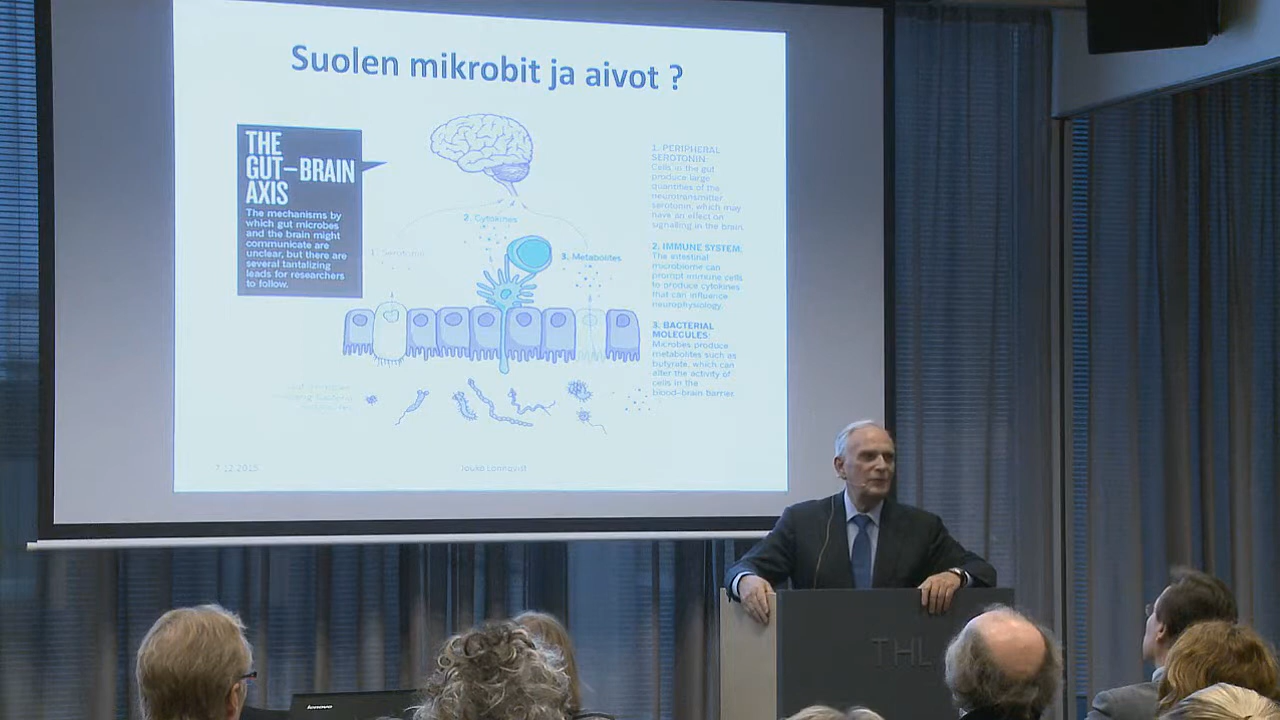 Suolen mikrobit ja aivot ?
THE
GUT–BRAIN
AXIS
The mechanisms by
which gut microbes
and the brain might
communicate are
unclear, but there are
several tantalizing
leads for researchers
to follow.
2. Cytokines
1. Serotonin
3. Metabolites
1. PERIPHERAL
SEROTONIN:
Cells in the gut
produce large
quantities of the
neurotransmitter
serotonin, which may
have an effect on
signalling in the brain.
2. IMMUNE SYSTEM:
The intestinal
microbiome can
prompt immune cells
to produce cytokines
that can influence
neurophysiology.
3. BACTERIAL
MOLECULES:
Microbes produce
metabolites such as
butyrate, which can
alter the activity of
cells in the
blood–brain barrier.
7.12.2015
Jouko Lönnqvist
THL
lenovo